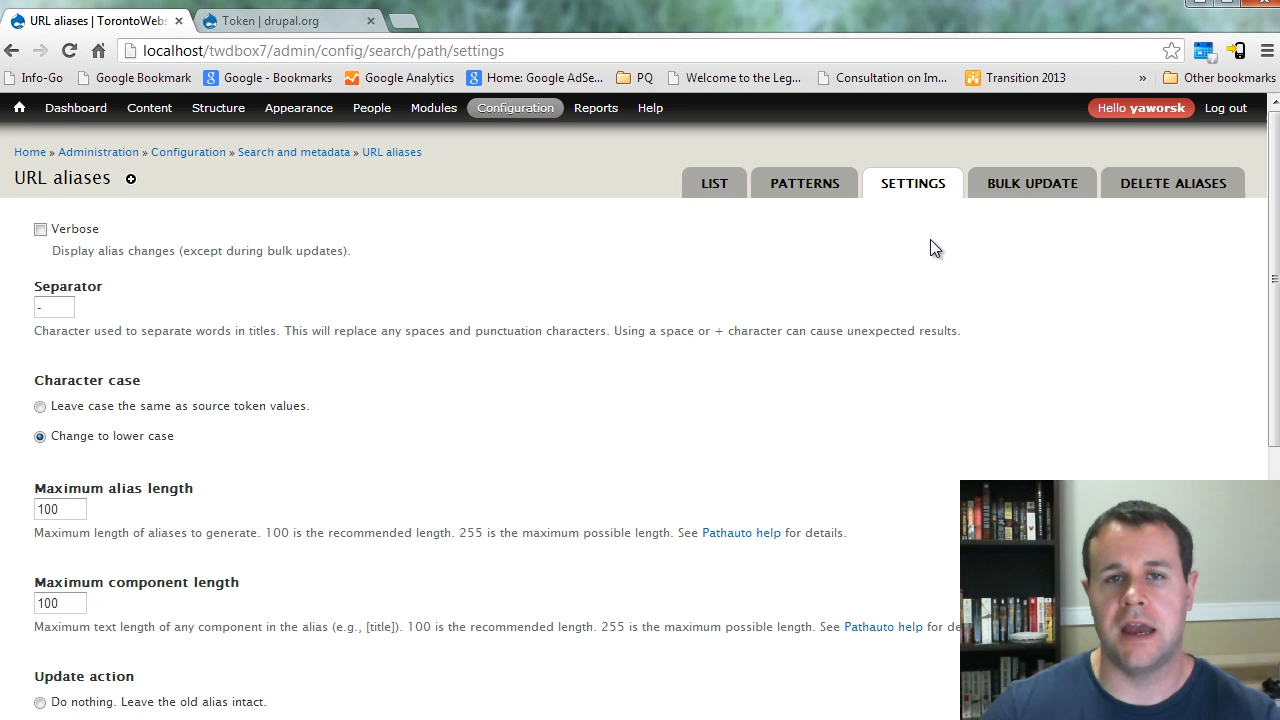 URL aliases | TorontoWebs
Token | drupal.org
localhost/twdbox7/admin/config/search/path/settings
Info-Go Google Bookmark Google - Bookmarks Google Analytics Home: Google AdSe... PQ Welcome to the Leg... Consultation on Im... Transition 2013 » Other bookmarks
Dashboard Content Structure Appearance People Modules Configuration Reports Help Hello yaworsk Log out
Home » Administration » Configuration » Search and metadata » URL aliases
URL aliases
LIST PATTERNS SETTINGS BULK UPDATE DELETE ALIASES
Verbose
Display alias changes (except during bulk updates).
Separator
-
Character used to separate words in titles. This will replace any spaces and punctuation characters. Using a space or + character can cause unexpected results.
Character case
Leave case the same as source token values.
Change to lower case
Maximum alias length
100
Maximum length of aliases to generate. 100 is the recommended length. 255 is the maximum possible length. See Pathauto help for details.
Maximum component length
100
Maximum text length of any component in the alias (e.g., [title]). 100 is the recommended length. 255 is the maximum possible length. See Pathauto help for de
Update action
Do nothing. Leave the old alias intact.